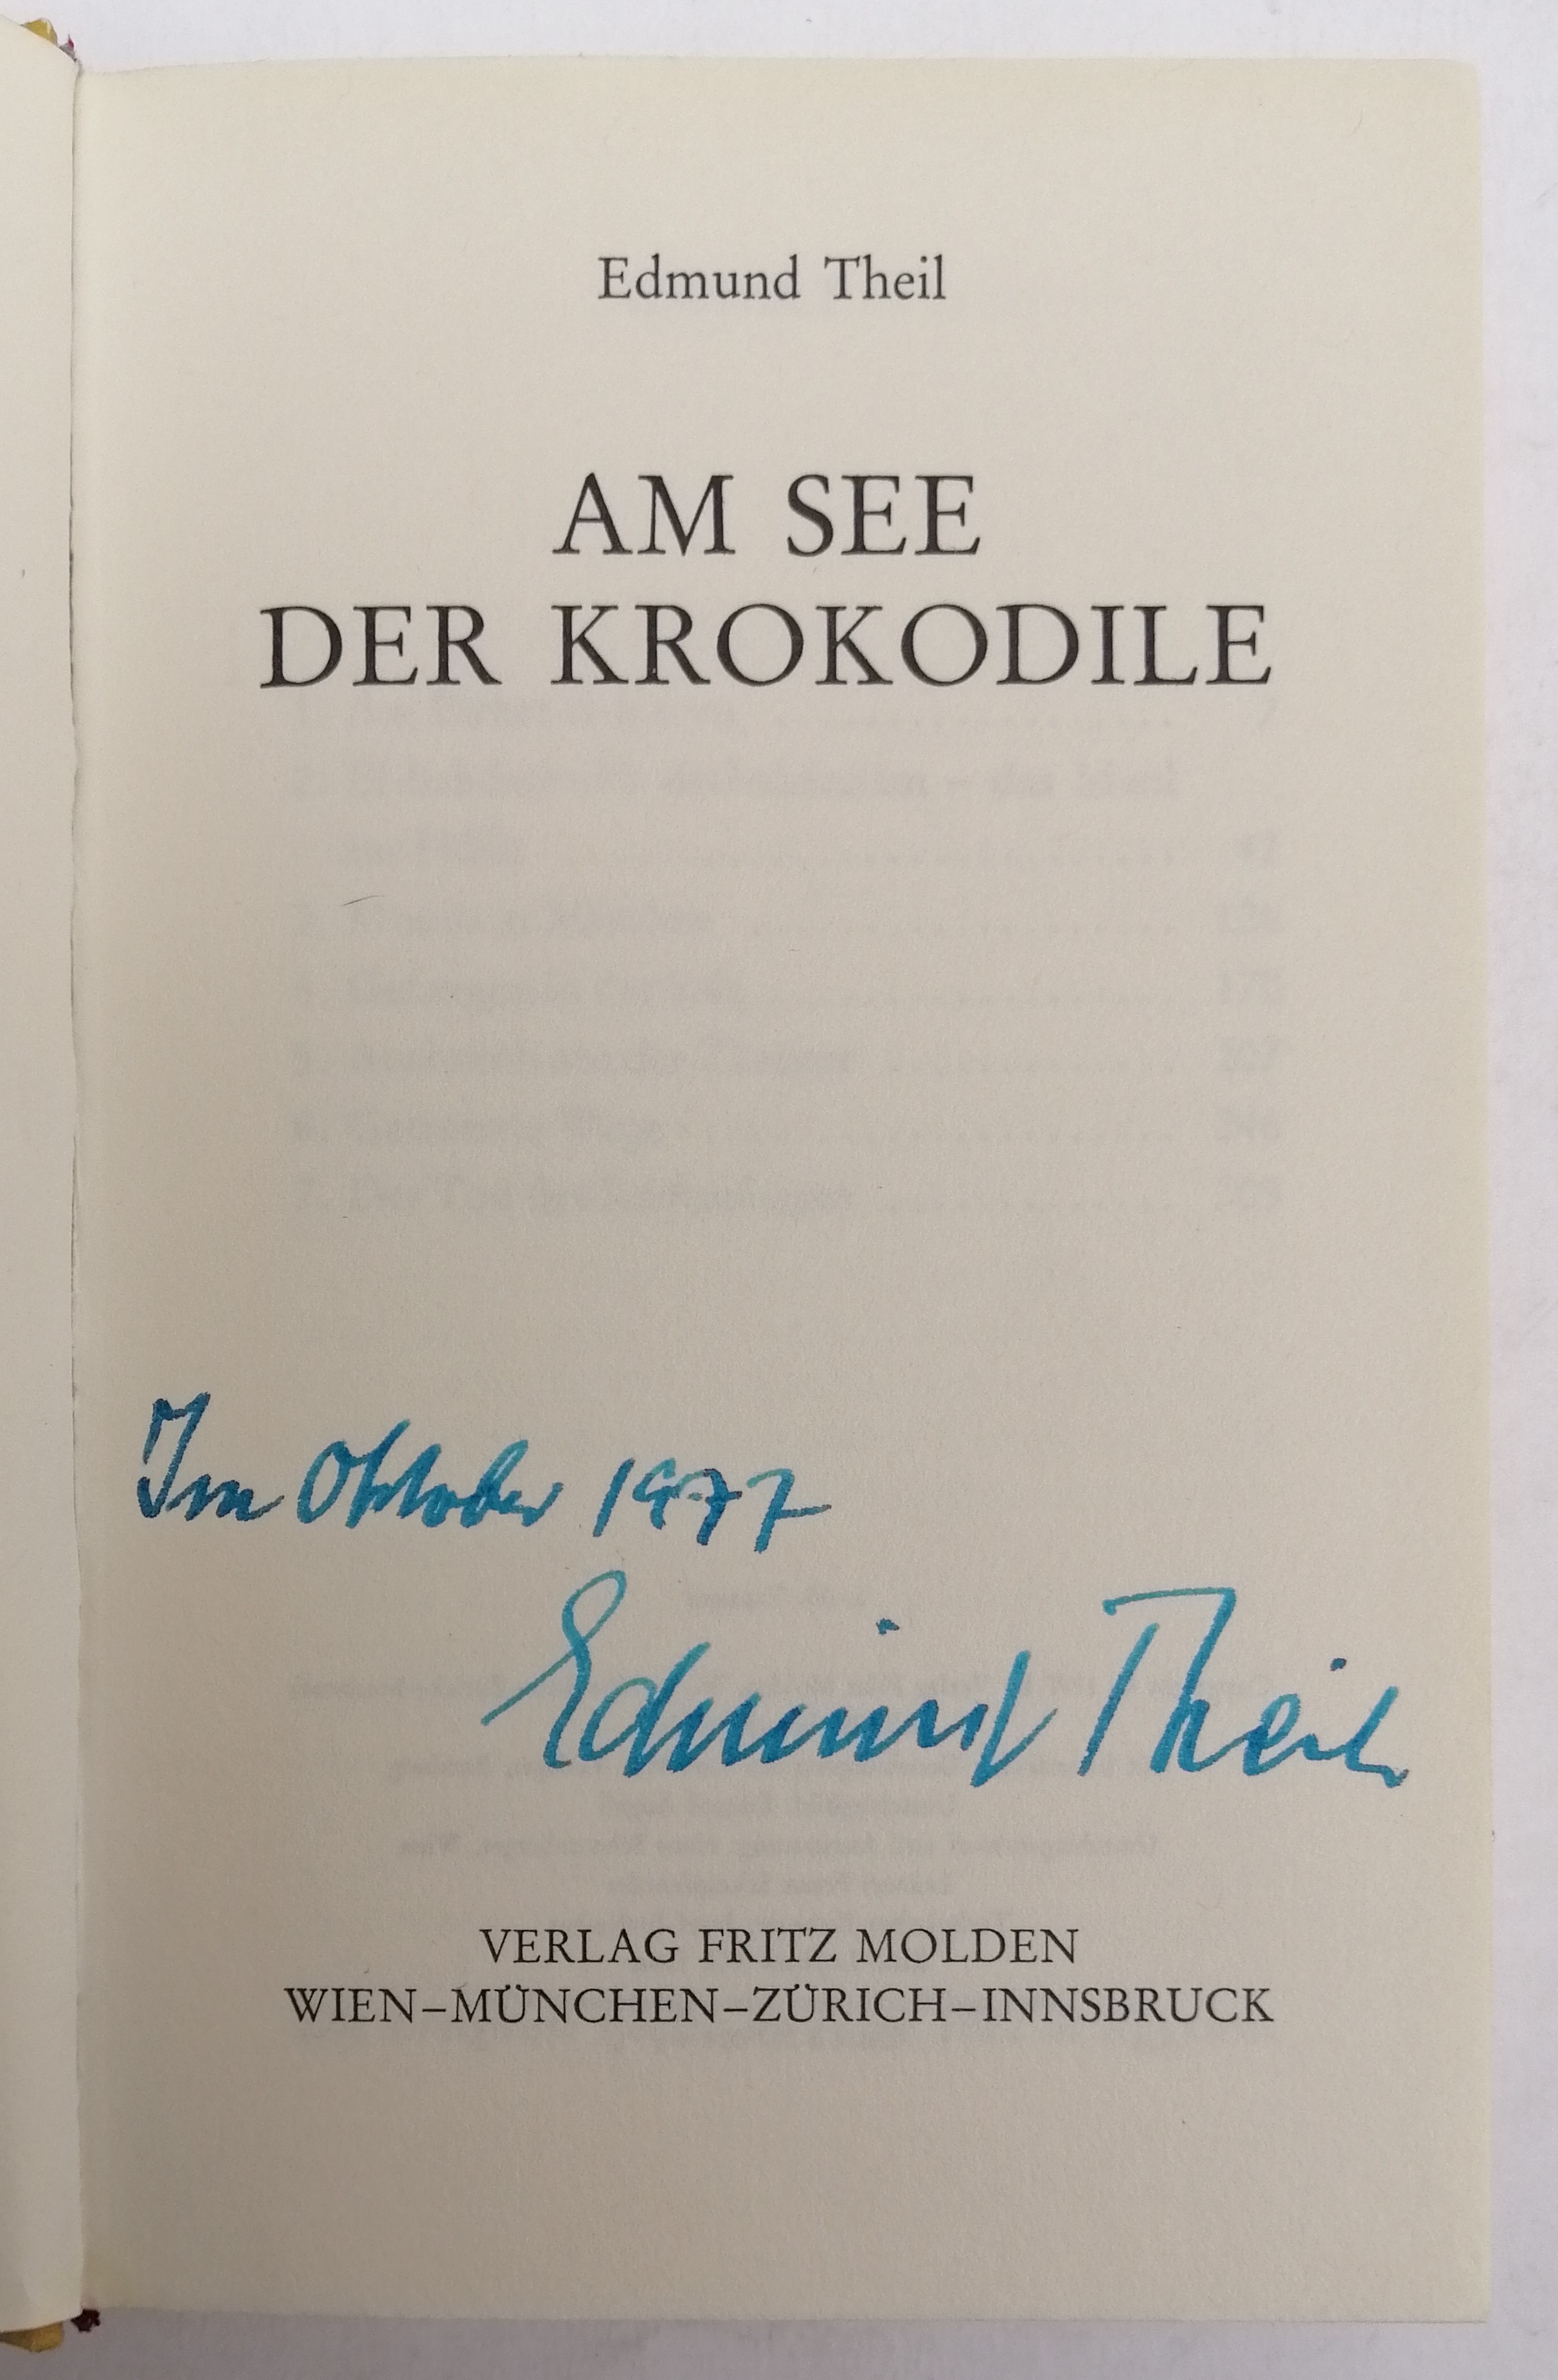 Edmund Theil
AM SEE
DER KROKODILE
Im Oktober 1977
Edmund Theil
VERLAG FRITZ MOLDEN
WIEN–MÜNCHEN–ZÜRICH–INNSBRUCK